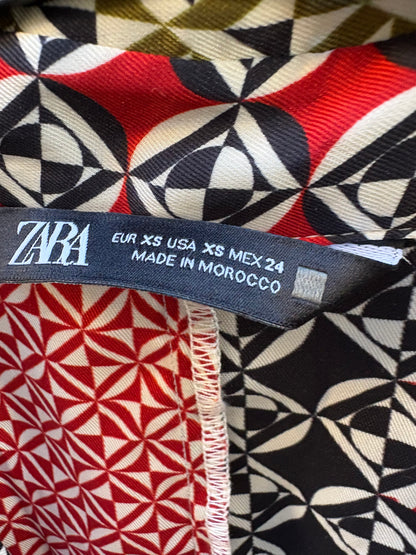 ZARA
EUR XS USA XS MEX 24
MADE IN MOROCCO